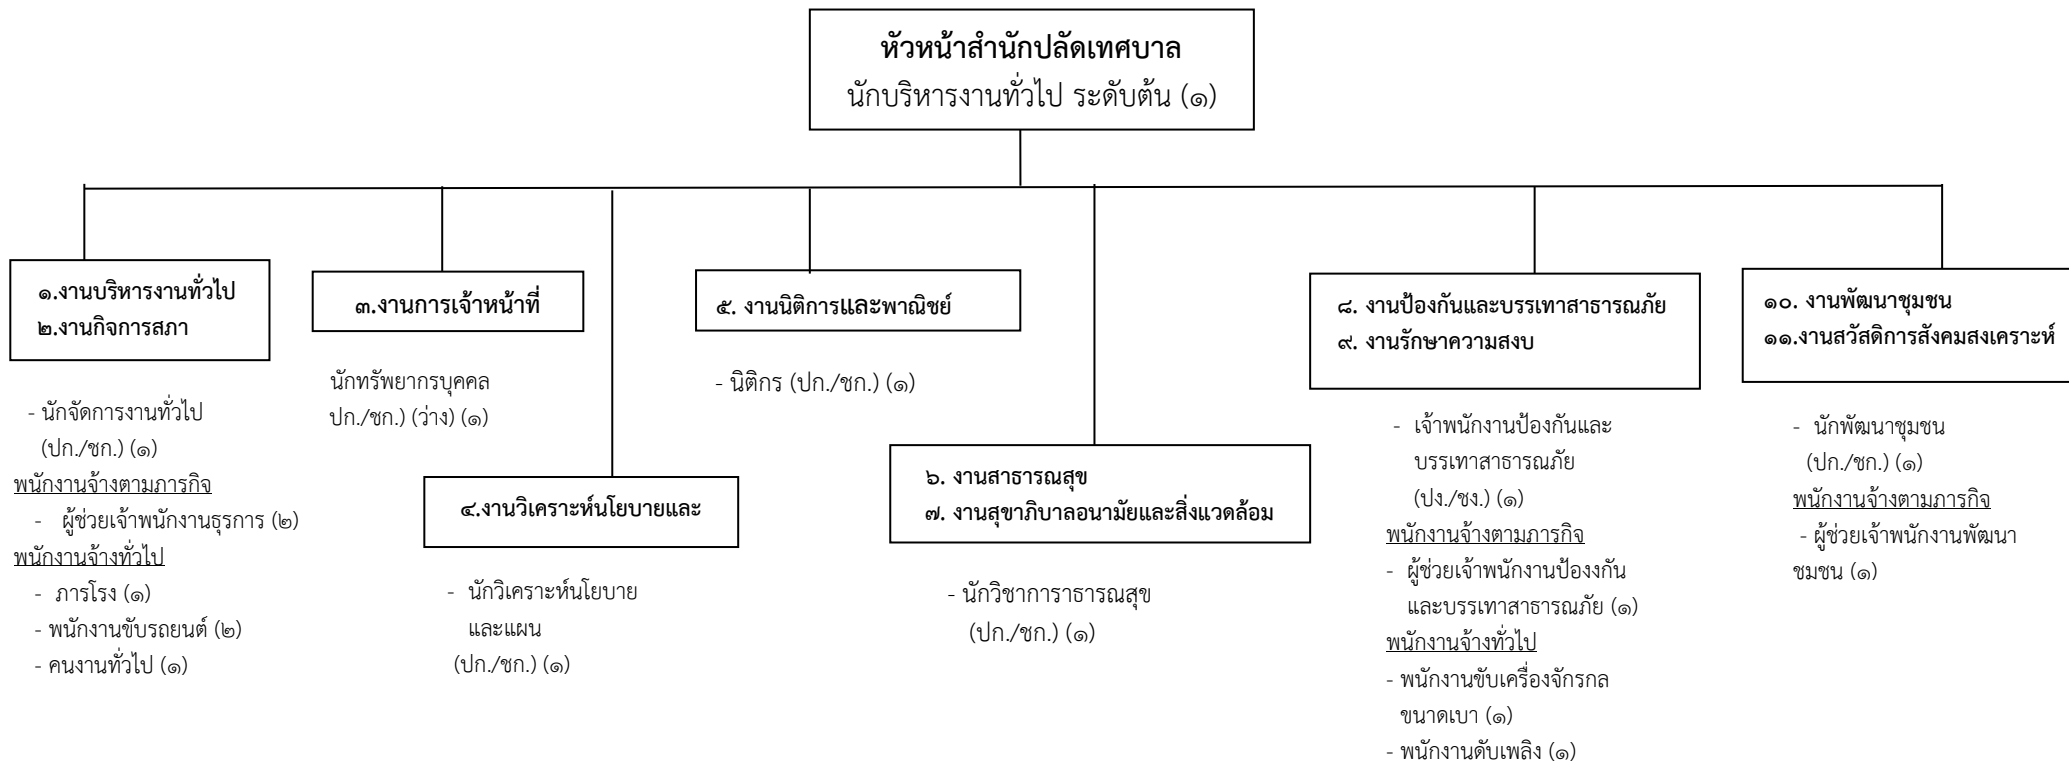 หัวหน้าสำนักปลัดเทศบาล
นักบริหารงานทั่วไป ระดับต้น (๑)
๑.งานบริหารงานทั่วไป
๒.งานกิจการสภา
- นักจัดการงานทั่วไป
(ปก./ชก.) (๑)
พนักงานจ้างตามภารกิจ
- ผู้ช่วยเจ้าพนักงานธุรการ (๒)
พนักงานจ้างทั่วไป
- ภารโรง (๑)
- พนักงานขับรถยนต์ (๒)
- คนงานทั่วไป (๑)
๓.งานการเจ้าหน้าที่
นักทรัพยากรบุคคล
ปก./ชก.) (ว่าง) (๑)
๔.งานวิเคราะห์นโยบายและ
- นักวิเคราะห์นโยบาย
และแผน
(ปก./ชก.) (๑)
๕. งานนิติการและพาณิชย์
- นิติกร (ปก./ชก.) (๑)
๖. งานสาธารณสุข
๗. งานสุขาภิบาลอนามัยและสิ่งแวดล้อม
- นักวิชาการาธารณสุข
(ปก./ชก.) (๑)
๘. งานป้องกันและบรรเทาสาธารณภัย
๙. งานรักษาความสงบ
- เจ้าพนักงานป้องกันและ
บรรเทาสาธารณภัย
(ปง./ชง.) (๑)
พนักงานจ้างตามภารกิจ
- ผู้ช่วยเจ้าพนักงานป้องงกัน
และบรรเทาสาธารณภัย (๑)
พนักงานจ้างทั่วไป
- พนักงานขับเครื่องจักรกล
ขนาดเบา (๑)
- พนักงานดับเพลิง (๑)
๑๐. งานพัฒนาชุมชน
๑๑.งานสวัสดิการสังคมสงเคราะห์
- นักพัฒนาชุมชน
(ปก./ชก.) (๑)
พนักงานจ้างตามภารกิจ
- ผู้ช่วยเจ้าพนักงานพัฒนา
ชมชน (๑)